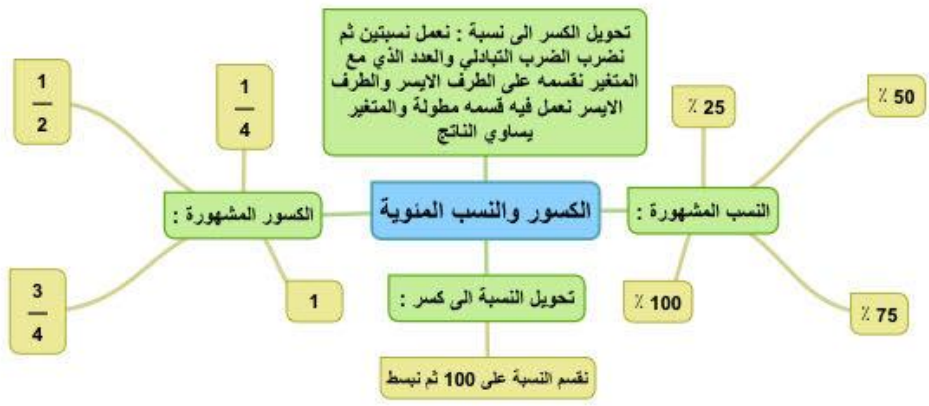 تحويل الكسر الى نسبة : نعمل نسبتين ثم
نضرب الضرب التبادلي والعدد الذي مع
المتغير نقسمه على الطرف الايسر والطرف
الايسر نعمل فيه قسمه مطولة والمتغير
يساوي الناتج
الكسور والنسب المئوية
النسب المشهورة :
50 ٪
25 ٪
100 ٪
75 ٪
الكسور المشهورة :
1
—
4
1
—
2
3
—
4
1
تحويل النسبة الى كسر :
نقسم النسبة على 100 ثم نبسط